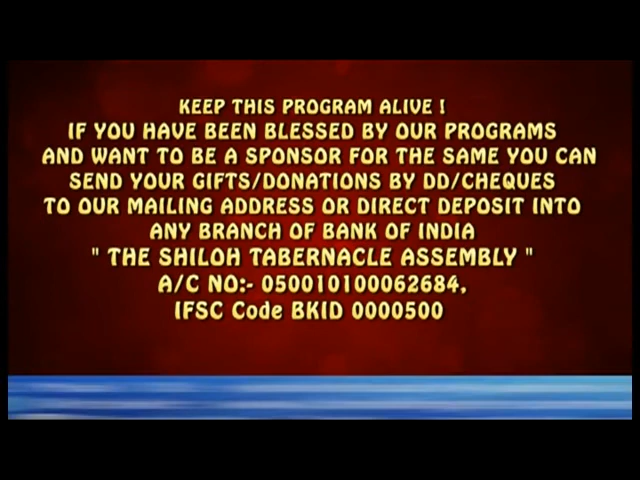 KEEP THIS PROGRAM ALIVE !
IF YOU HAVE BEEN BLESSED BY OUR PROGRAMS
AND WANT TO BE A SPONSOR FOR THE SAME YOU CAN
SEND YOUR GIFTS/DONATIONS BY DD/CHEQUES
TO OUR MAILING ADDRESS OR DIRECT DEPOSIT INTO
ANY BRANCH OF BANK OF INDIA
" THE SHILOH TABERNACLE ASSEMBLY "
A/C NO:- 050010100062684,
IFSC Code BKID 0000500